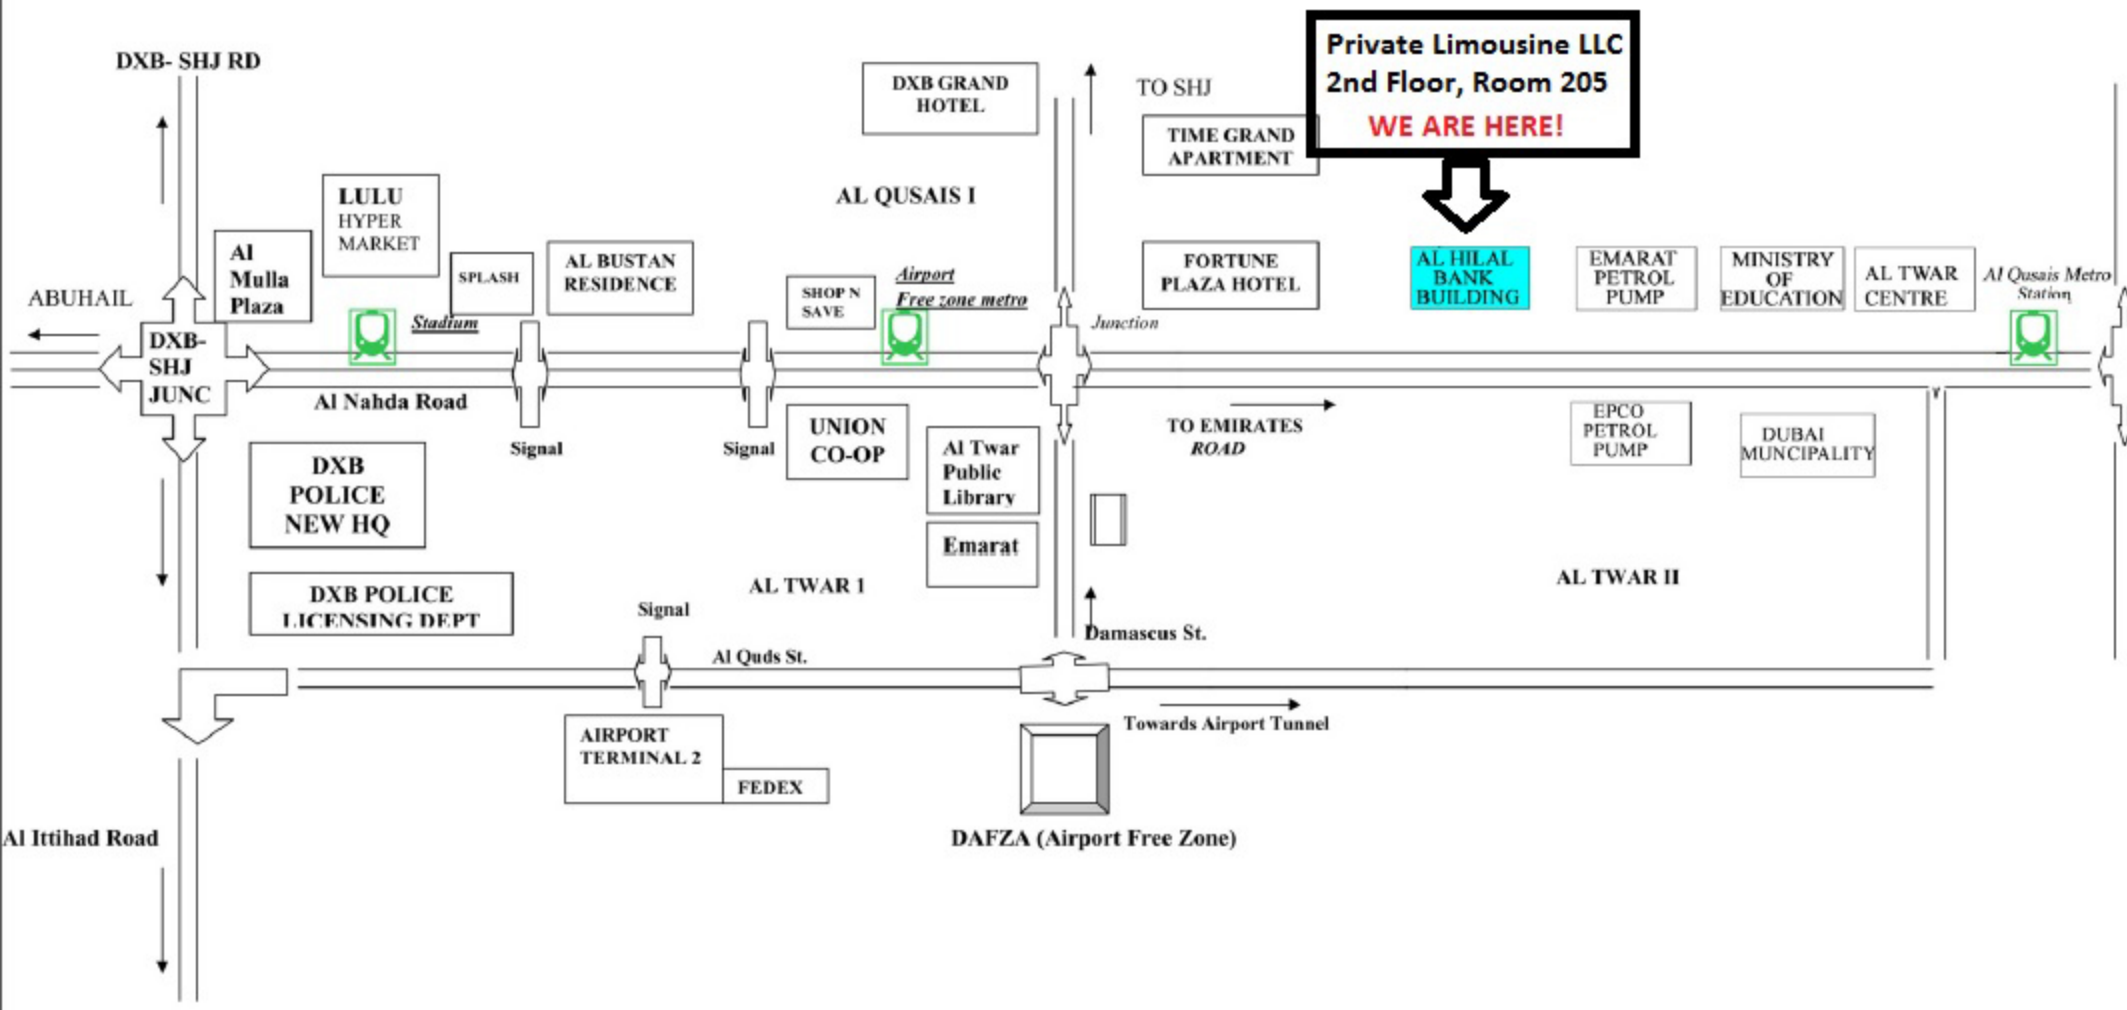 DXB- SHJ RD
Private Limousine LLC
2nd Floor, Room 205
WE ARE HERE!
DXB GRAND
HOTEL
TO SHJ
TIME GRAND
APARTMENT
LULU
HYPER
MARKET
AL QUSAIS I
Al
Mulla
Plaza
SPLASH
AL BUSTAN
RESIDENCE
SHOP N
SAVE
Airport
Free zone metro
FORTUNE
PLAZA HOTEL
AL HILAL
BANK
BUILDING
EMARAT
PETROL
PUMP
MINISTRY
OF
EDUCATION
AL TWAR
CENTRE
Al Qusais Metro
Station
ABUHAIL
Stadium
Junction
DXB-
SHJ
JUNC
Al Nahda Road
Signal
Signal
UNION
CO-OP
Al Twar
Public
Library
TO EMIRATES
ROAD
EPCO
PETROL
PUMP
DUBAI
MUNCIPALITY
DXB
POLICE
NEW HQ
Emarat
DXB POLICE
LICENSING DEPT
AL TWAR 1
AL TWAR II
Signal
Al Quds St.
Damascus St.
AIRPORT
TERMINAL 2
FEDEX
Towards Airport Tunnel
Al Ittihad Road
DAFZA (Airport Free Zone)